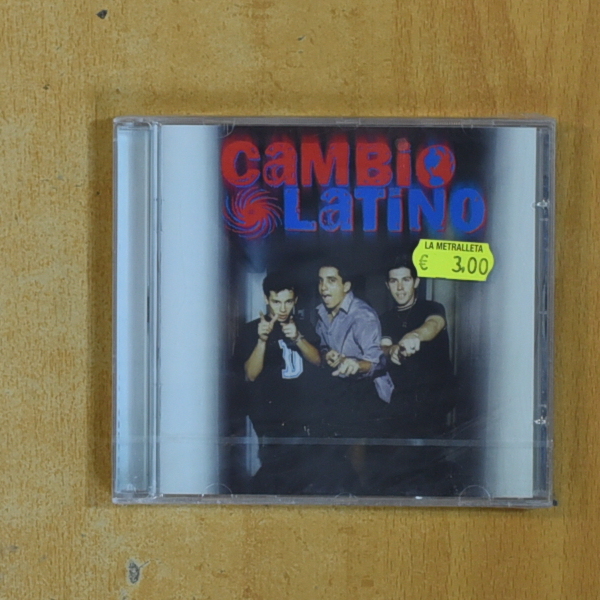 CaMBiO
LaTiNO
LA METRALLETA
€ 3,00